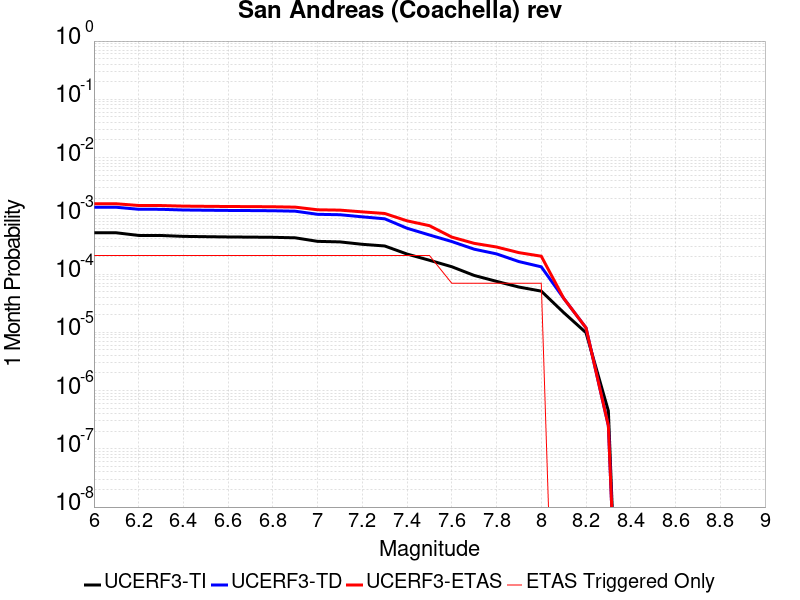 San Andreas (Coachella) rev
10^0
10^-1
10^-2
10^-3
10^-4
10^-5
10^-6
10^-7
10^-8
1 Month Probability
6 6.2 6.4 6.6 6.8 7 7.2 7.4 7.6 7.8 8 8.2 8.4 8.6 8.8 9
Magnitude
UCERF3-TI UCERF3-TD UCERF3-ETAS ETAS Triggered Only